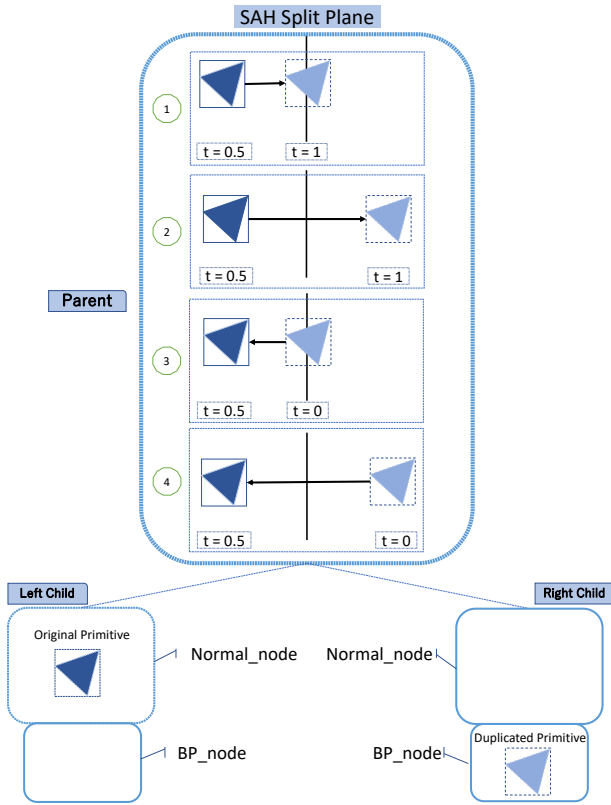 SAH Split Plane
1
t = 0.5
t = 1
2
t = 0.5
t = 1
Parent
3
t = 0.5
t = 0
4
t = 0.5
t = 0
Left Child
Right Child
Original Primitive
Normal_node
Normal_node
BP_node
BP_node
Duplicated Primitive